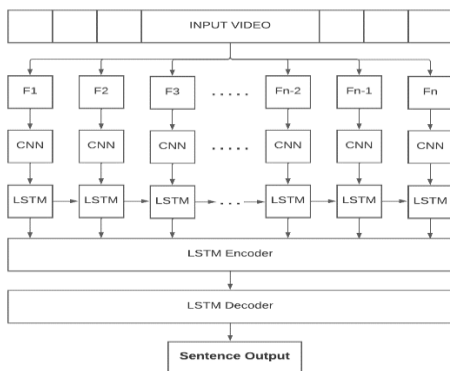 INPUT VIDEO
F1 F2 F3 ..... Fn-2 Fn-1 Fn
CNN CNN CNN ..... CNN CNN CNN
LSTM LSTM LSTM ... LSTM LSTM LSTM
LSTM Encoder
LSTM Decoder
Sentence Output